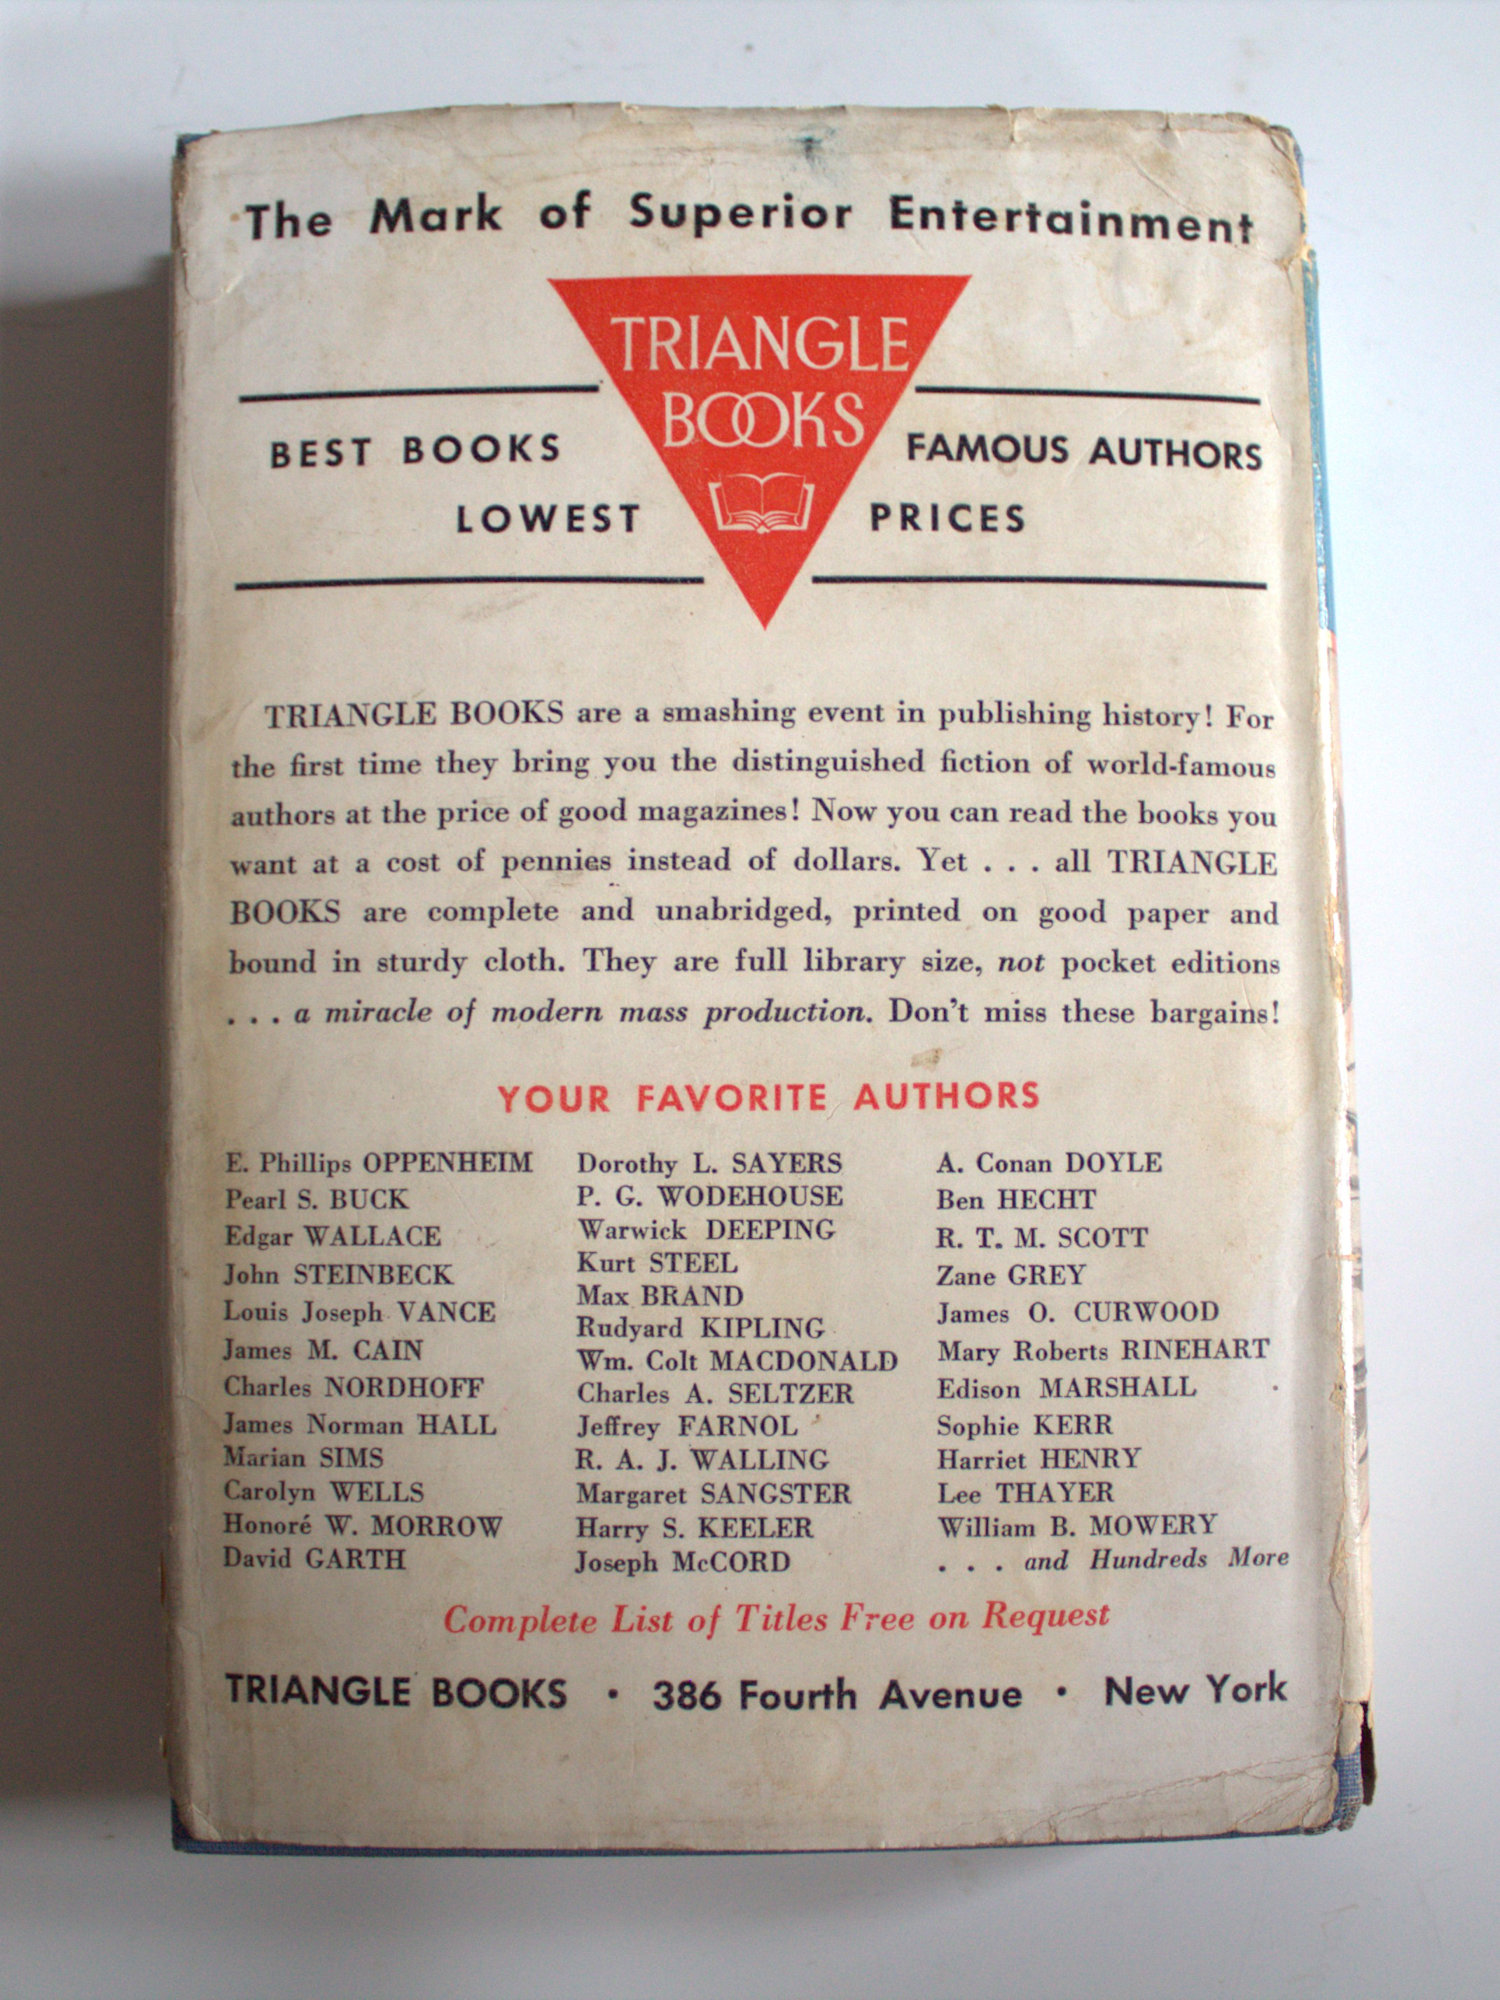 The Mark of Superior Entertainment
TRIANGLE
BOOKS
BEST BOOKS FAMOUS AUTHORS
LOWEST PRICES
TRIANGLE BOOKS are a smashing event in publishing history! For
the first time they bring you the distinguished fiction of world-famous
authors at the price of good magazines! Now you can read the books you
want at a cost of pennies instead of dollars. Yet . . . all TRIANGLE
BOOKS are complete and unabridged, printed on good paper and
bound in sturdy cloth. They are full library size, not pocket editions
. . . a miracle of modern mass production. Don't miss these bargains!
YOUR FAVORITE AUTHORS
E. Phillips OPPENHEIM
Pearl S. BUCK
Edgar WALLACE
John STEINBECK
Louis Joseph VANCE
James M. CAIN
Charles NORDHOFF
James Norman HALL
Marian SIMS
Carolyn WELLS
Honoré W. MORROW
David GARTH
Dorothy L. SAYERS
P. G. WODEHOUSE
Warwick DEEPING
Kurt STEEL
Max BRAND
Rudyard KIPLING
Wm. Colt MACDONALD
Charles A. SELTZER
Jeffrey FARNOL
R. A. J. WALLING
Margaret SANGSTER
Harry S. KEELER
Joseph McCORD
A. Conan DOYLE
Ben HECHT
R. T. M. SCOTT
Zane GREY
James O. CURWOOD
Mary Roberts RINEHART
Edison MARSHALL
Sophie KERR
Harriet HENRY
Lee THAYER
William B. MOWERY
. . . and Hundreds More
Complete List of Titles Free on Request
TRIANGLE BOOKS • 386 Fourth Avenue • New York